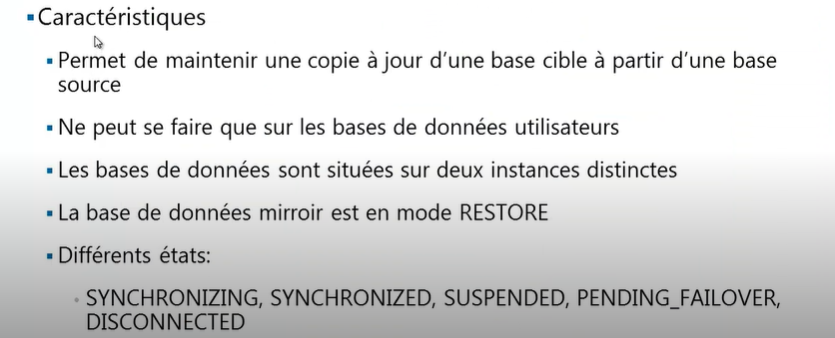 Caractéristiques
Permet de maintenir une copie à jour d'une base cible à partir d'une base
source
Ne peut se faire que sur les bases de données utilisateurs
Les bases de données sont situées sur deux instances distinctes
La base de données mirroir est en mode RESTORE
Différents états:
SYNCHRONIZING, SYNCHRONIZED, SUSPENDED, PENDING_FAILOVER,
DISCONNECTED